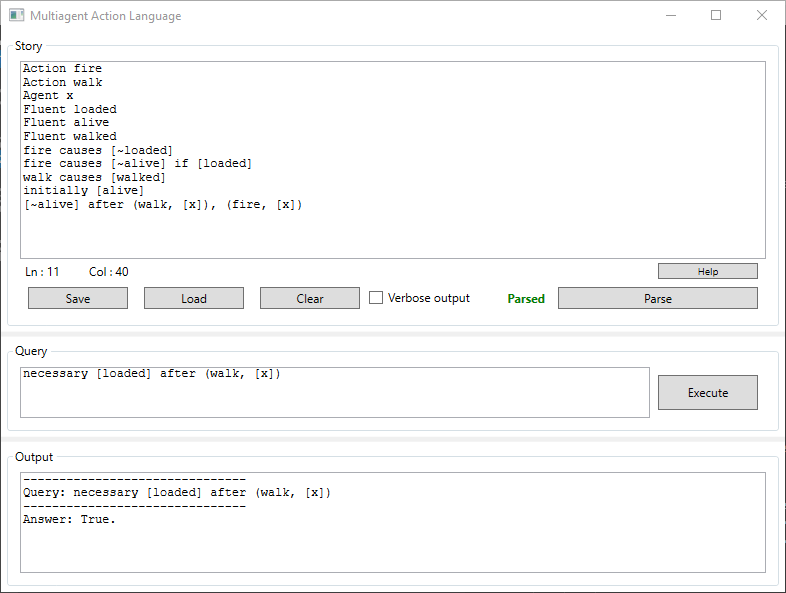 Multiagent Action Language
Story
Action fire
Action walk
Agent x
Fluent loaded
Fluent alive
Fluent walked
fire causes [~loaded]
fire causes [~alive] if [loaded]
walk causes [walked]
initially [alive]
[~alive] after (walk, [x]), (fire, [x])
Ln : 11 Col : 40
Help
Save Load Clear Verbose output Parsed Parse
Query
necessary [loaded] after (walk, [x])
Execute
Output
-------------------------------
Query: necessary [loaded] after (walk, [x])
-------------------------------
Answer: True.